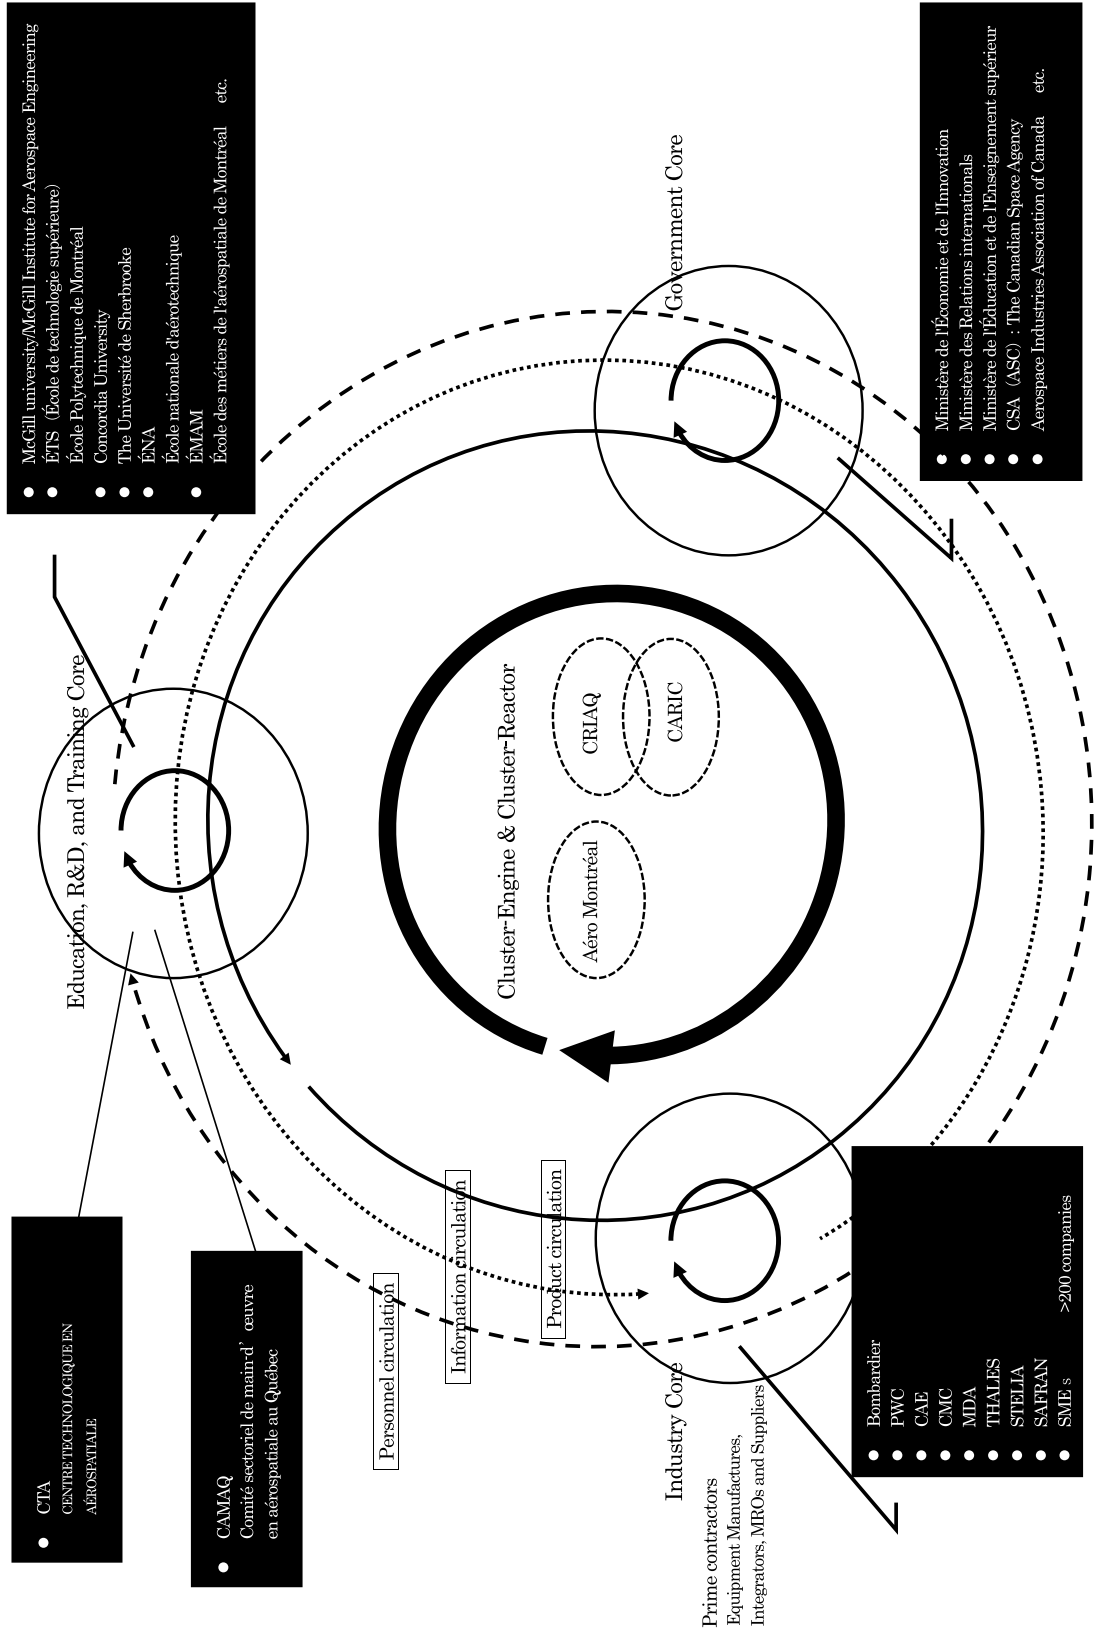 CTA
CENTRE TECHNOLOGIQUE EN
AÉROSPATIALE
CAMAQ
Comité sectoriel de main-d’ œuvre
en aérospatiale au Québec
Education, R&D, and Training Core
McGill university/McGill Institute for Aerospace Engineering
ÉTS (École de technologie supérieure)
École Polytechnique de Montréal
Concordia University
The Université de Sherbrooke
ÉNA
École nationale d'aérotechnique
ÉMAM
École des métiers de l'aérospatiale de Montréal etc.
Personnel circulation
Information circulation
Product circulation
Cluster-Engine & Cluster-Reactor
Aéro Montréal
CRIAQ
CARIC
Industry Core
Prime contractors
Equipment Manufactures,
Integrators, MROs and Suppliers
Government Core
Bombardier
PWC
CAE
CMC
MDA
THALES
STELIA
SAFRAN
SME s >200 companies
Ministère de l'Économie et de l'Innovation
Ministère des Relations internationals
Ministère de l'Éducation et de l'Enseignement supérieur
CSA (ASC) : The Canadian Space Agency
Aerospace Industries Association of Canada etc.